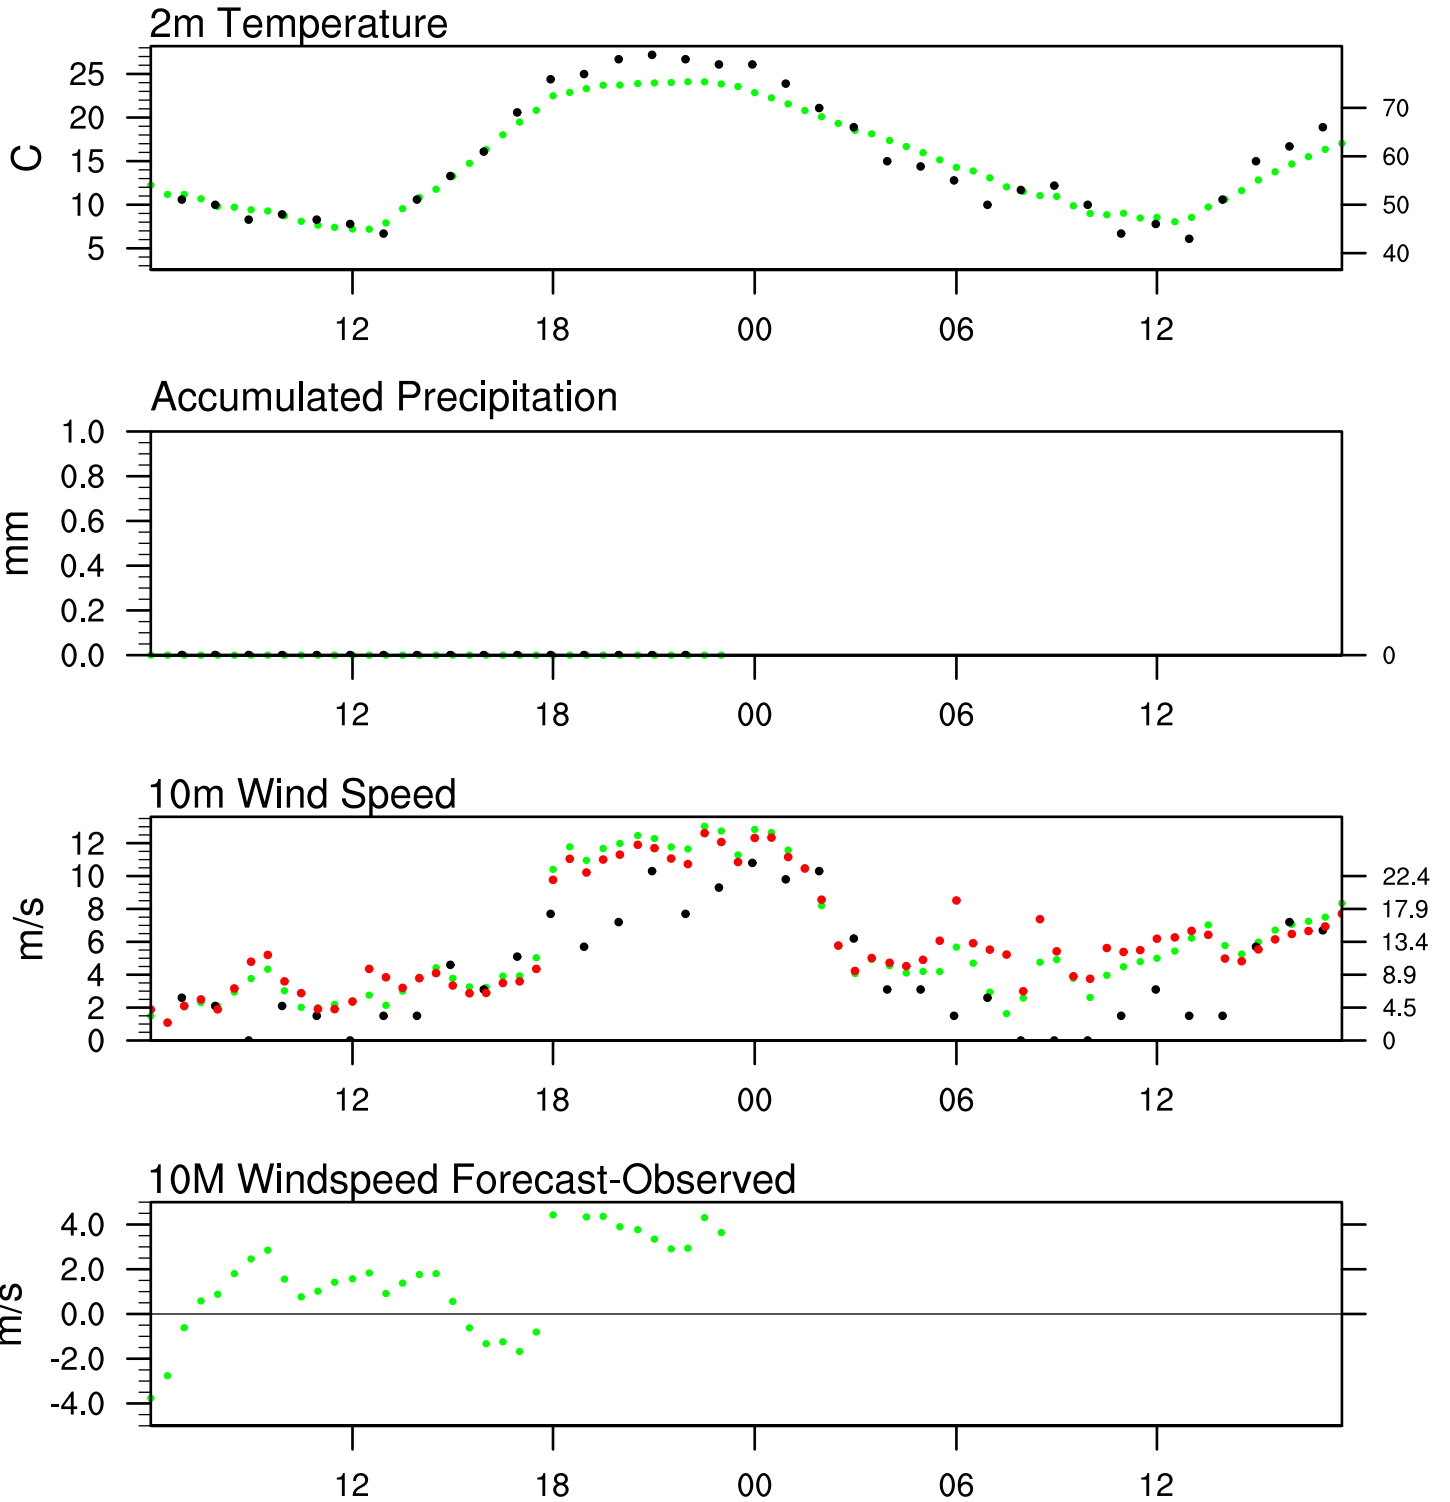 2m Temperature
25
20
15
10
5
C
70
60
50
40
12 18 00 06 12
Accumulated Precipitation
1.0
0.8
0.6
0.4
0.2
0.0
mm
0
12 18 00 06 12
10m Wind Speed
12
10
8
6
4
2
0
m/s
22.4
17.9
13.4
8.9
4.5
0
12 18 00 06 12
10M Windspeed Forecast-Observed
4.0
2.0
0.0
-2.0
-4.0
m/s
12 18 00 06 12